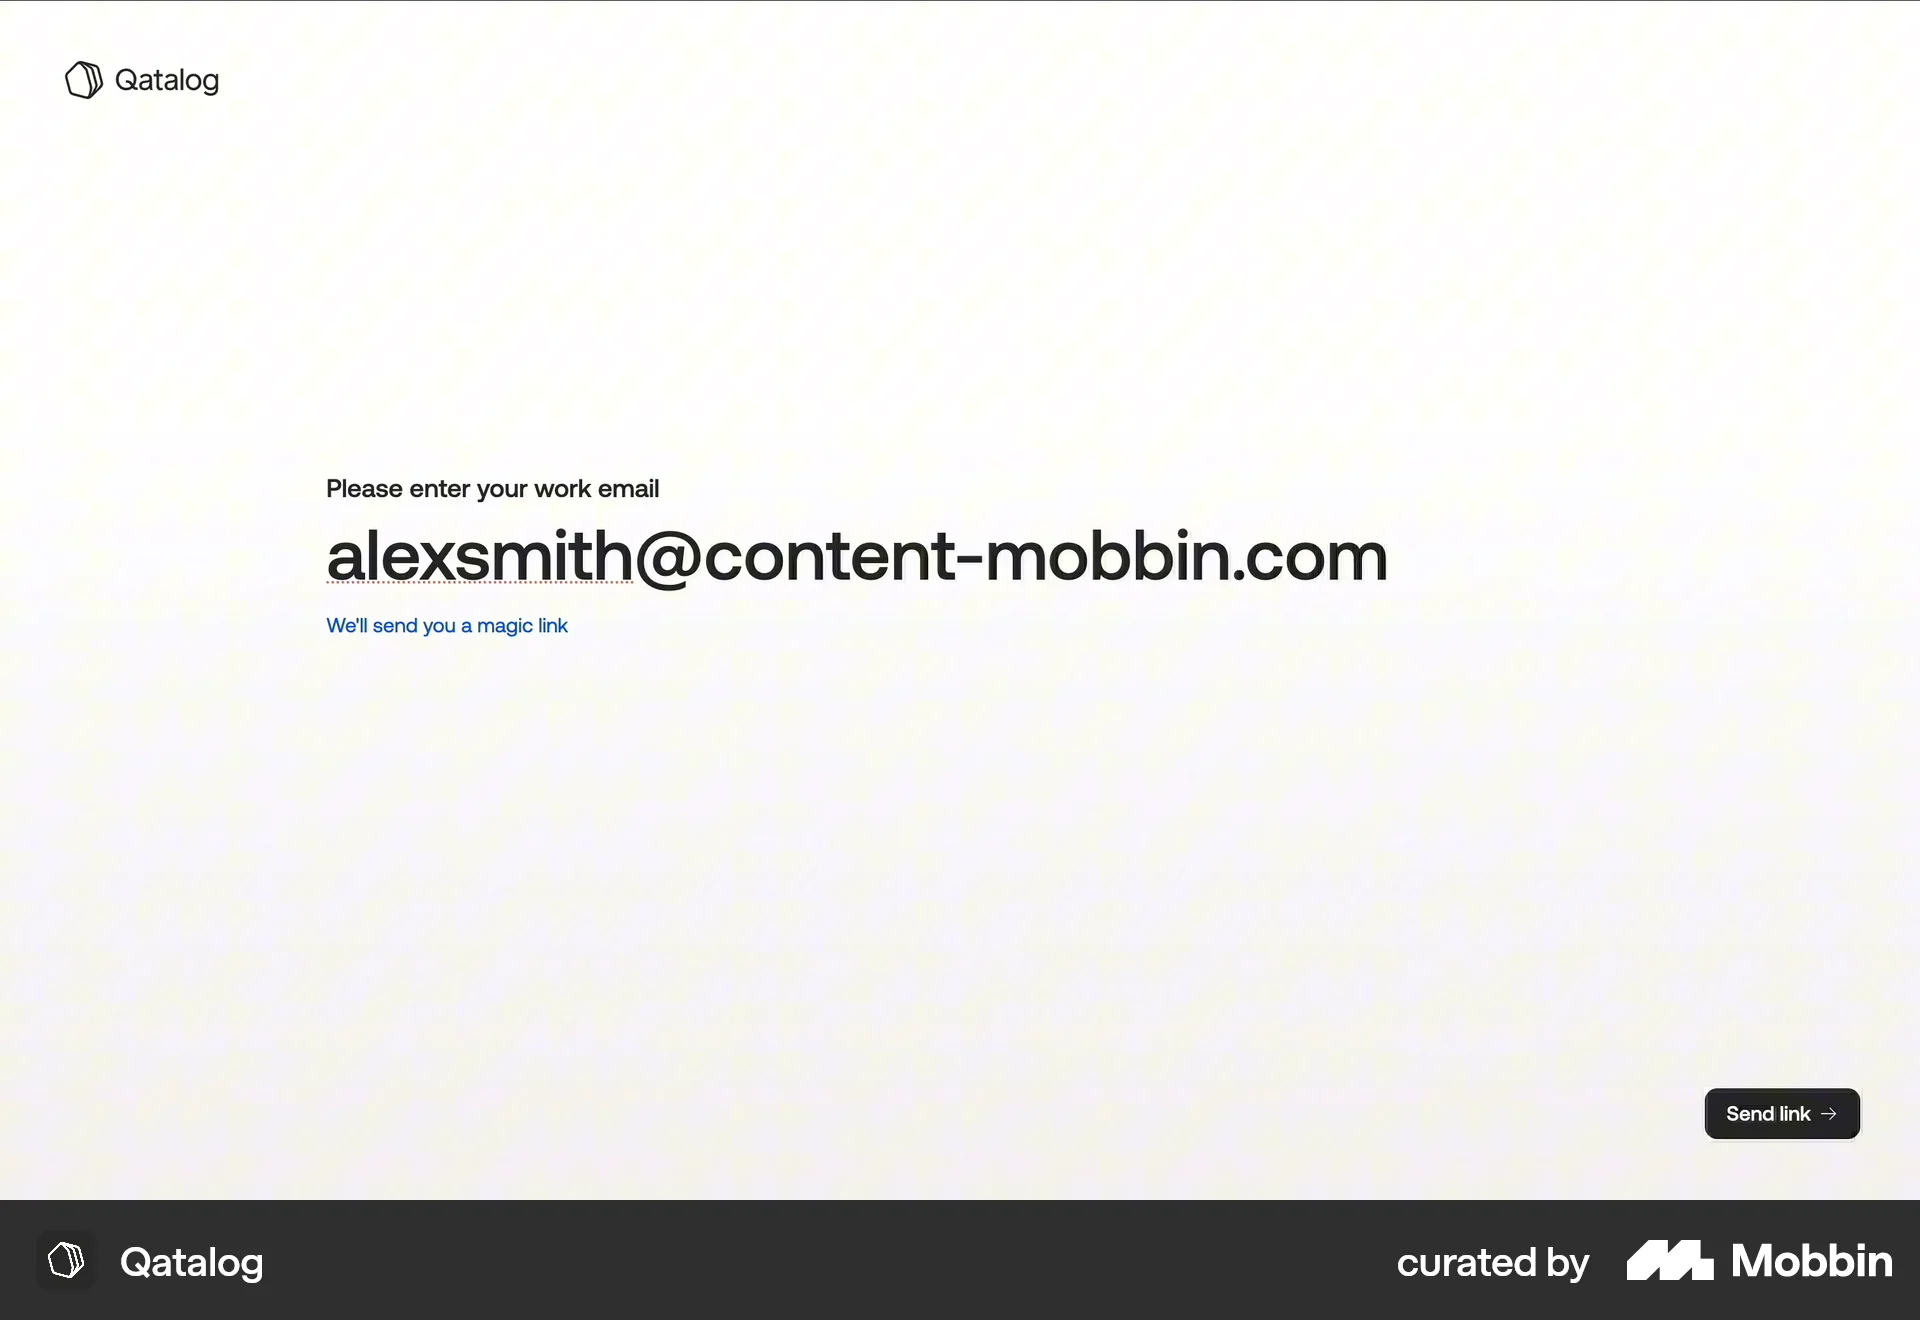 Qatalog
Please enter your work email
alexsmith@content-mobbin.com
We'll send you a magic link
Send link →
Qatalog
curated by Mobbin